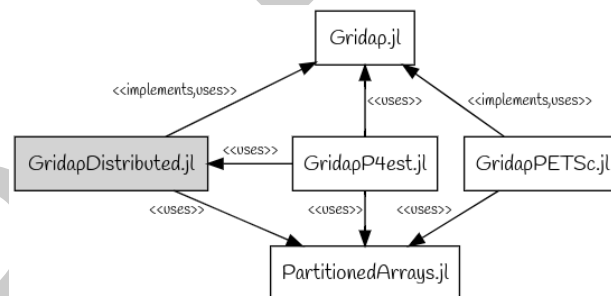 Gridap.jl
<<implements,uses>>
<<uses>>
<<implements,uses>>
GridapDistributed.jl
<<uses>>
GridapP4est.jl
GridapPETSc.jl
<<uses>>
<<uses>>
<<uses>>
PartitionedArrays.jl